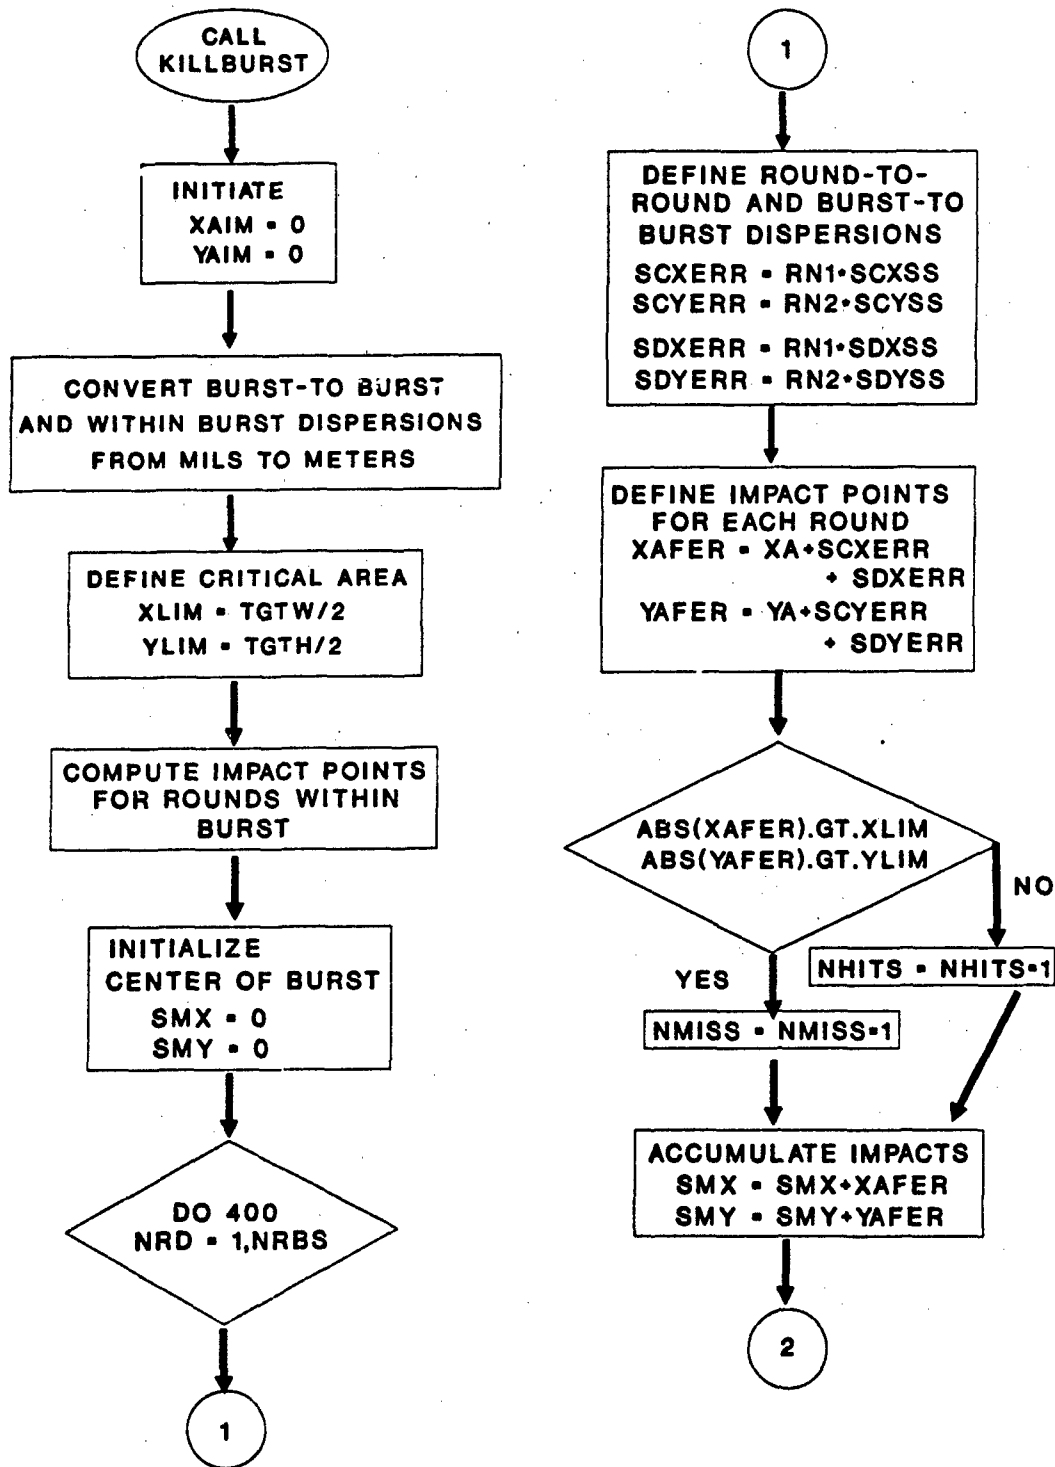 CALL
KILLBURST
INITIATE
XAIM = 0
YAIM = 0
CONVERT BURST-TO BURST
AND WITHIN BURST DISPERSIONS
FROM MILS TO METERS
DEFINE CRITICAL AREA
XLIM = TGTW/2
YLIM = TGTH/2
COMPUTE IMPACT POINTS
FOR ROUNDS WITHIN
BURST
INITIALIZE
CENTER OF BURST
SMX = 0
SMY = 0
DO 400
NRD = 1,NRBS
1
1
DEFINE ROUND-TO-
ROUND AND BURST-TO
BURST DISPERSIONS
SCXERR = RN1*SCXSS
SCYERR = RN2*SCYSS
SDXERR = RN1*SDXSS
SDYERR = RN2*SDYSS
DEFINE IMPACT POINTS
FOR EACH ROUND
XAFER = XA+SCXERR
+ SDXERR
YAFER = YA+SCYERR
+ SDYERR
ABS(XAFER).GT.XLIM
ABS(YAFER).GT.YLIM
NO
YES
NHITS = NHITS=1
NMISS = NMISS=1
ACCUMULATE IMPACTS
SMX = SMX+XAFER
SMY = SMY+YAFER
2